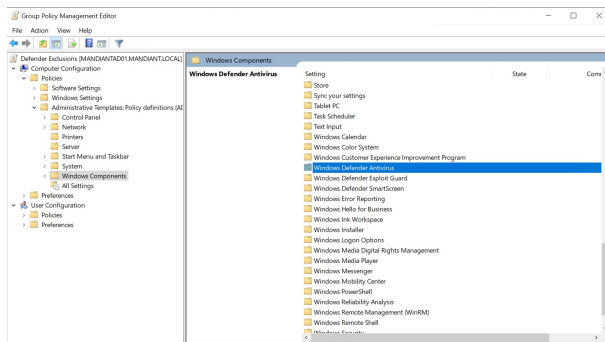 Group Policy Management Editor
File Action View Help
Defender Exclusions [MANDIANTAD01.MANDIANT.LOCAL]
Computer Configuration
Policies
Software Settings
Windows Settings
Administrative Templates: Policy definitions (AD
Control Panel
Network
Printers
Server
Start Menu and Taskbar
System
Windows Components
All Settings
Preferences
User Configuration
Policies
Preferences
Windows Components
Windows Defender Antivirus
Setting State Comr
Store
Sync your settings
Tablet PC
Task Scheduler
Text Input
Windows Calendar
Windows Color System
Windows Customer Experience Improvement Program
Windows Defender Antivirus
Windows Defender Exploit Guard
Windows Defender SmartScreen
Windows Error Reporting
Windows Hello for Business
Windows Ink Workspace
Windows Installer
Windows Logon Options
Windows Media Digital Rights Management
Windows Media Player
Windows Messenger
Windows Mobility Center
Windows PowerShell
Windows Reliability Analysis
Windows Remote Management (WinRM)
Windows Remote Shell
Windows Security